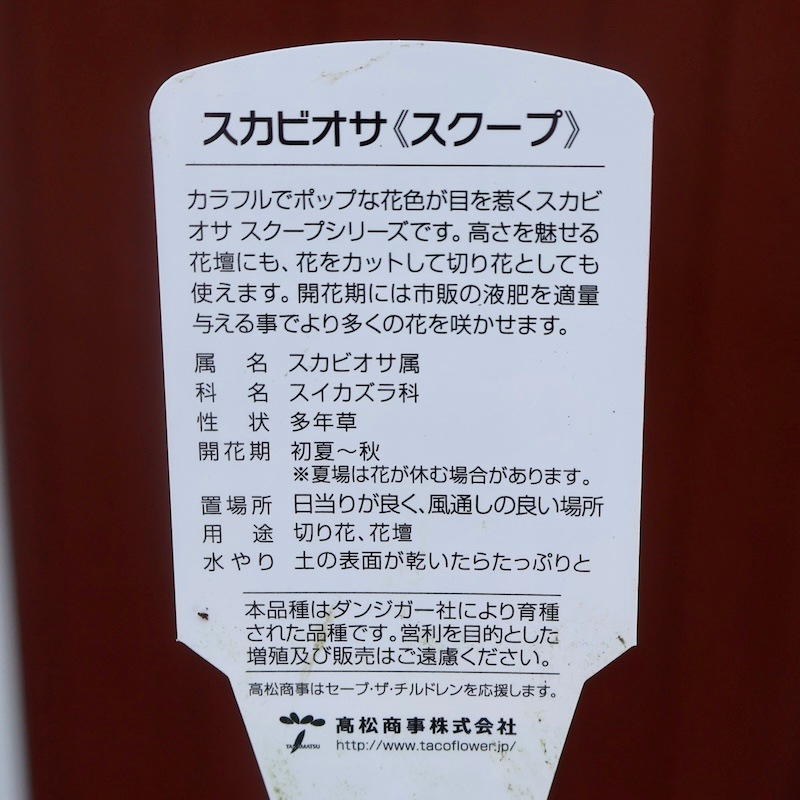 スカビオサ《スクープ》
カラフルでポップな花色が目を惹くスカビ
オサ スクープシリーズです。高さを魅せる
花壇にも、花をカットして切り花としても
使えます。開花期には市販の液肥を適量
与える事でより多くの花を咲かせます。
属 名 スカビオサ属
科 名 スイカズラ科
性 状 多年草
開花期 初夏〜秋
※夏場は花が休む場合があります。
置場所 日当りが良く、風通しの良い場所
用 途 切り花、花壇
水やり 土の表面が乾いたらたっぷりと
本品種はダンジガー社により育種
された品種です。営利を目的とした
増殖及び販売はご遠慮ください。
髙松商事はセーブ・ザ・チルドレンを応援します。
髙松商事株式会社
TAKAMATSU http://www.tacoflower.jp/